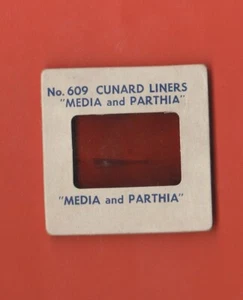 No. 609 CUNARD LINERS
"MEDIA and PARTHIA"
"MEDIA and PARTHIA"